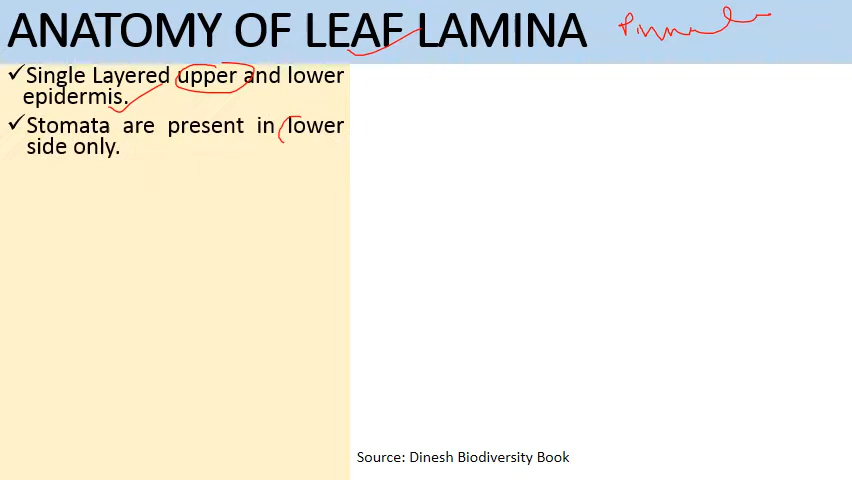 ANATOMY OF LEAF LAMINA
✓Single Layered upper and lower
epidermis.
✓Stomata are present in lower
side only.
Source: Dinesh Biodiversity Book